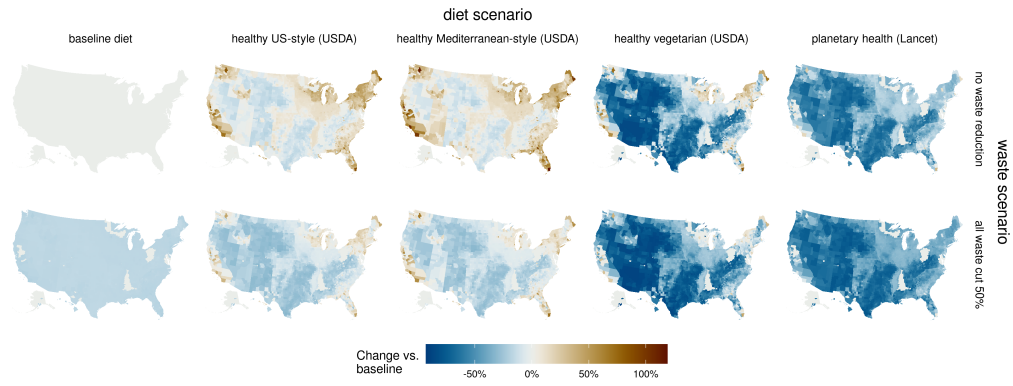 diet scenario
baseline diet
healthy US-style (USDA)
healthy Mediterranean-style (USDA)
healthy vegetarian (USDA)
planetary health (Lancet)
no waste reduction
all waste cut 50%
waste scenario
Change vs.
baseline
-50%
0%
50%
100%